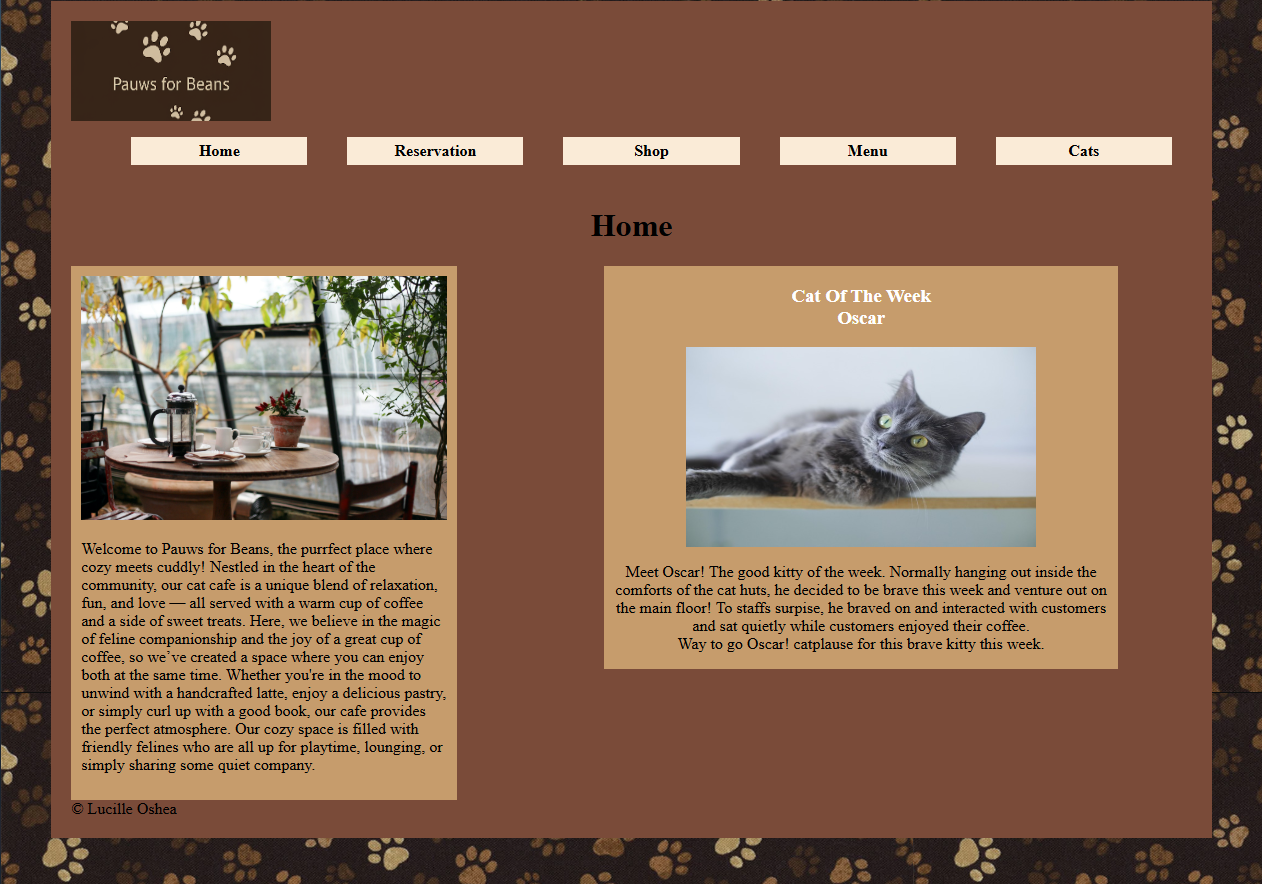 Pauws for Beans
Home
Reservation
Shop
Menu
Cats
Home
Welcome to Pauws for Beans, the purrfect place where
cozy meets cuddly! Nestled in the heart of the
community, our cat cafe is a unique blend of relaxation,
fun, and love — all served with a warm cup of coffee
and a side of sweet treats. Here, we believe in the magic
of feline companionship and the joy of a great cup of
coffee, so we’ve created a space where you can enjoy
both at the same time. Whether you're in the mood to
unwind with a handcrafted latte, enjoy a delicious pastry,
or simply curl up with a good book, our cafe provides
the perfect atmosphere. Our cozy space is filled with
friendly felines who are all up for playtime, lounging, or
simply sharing some quiet company.
Cat Of The Week
Oscar
Meet Oscar! The good kitty of the week. Normally hanging out inside the
comforts of the cat huts, he decided to be brave this week and venture out on
the main floor! To staffs surpise, he braved on and interacted with customers
and sat quietly while customers enjoyed their coffee.
Way to go Oscar! catplause for this brave kitty this week.
© Lucille Oshea